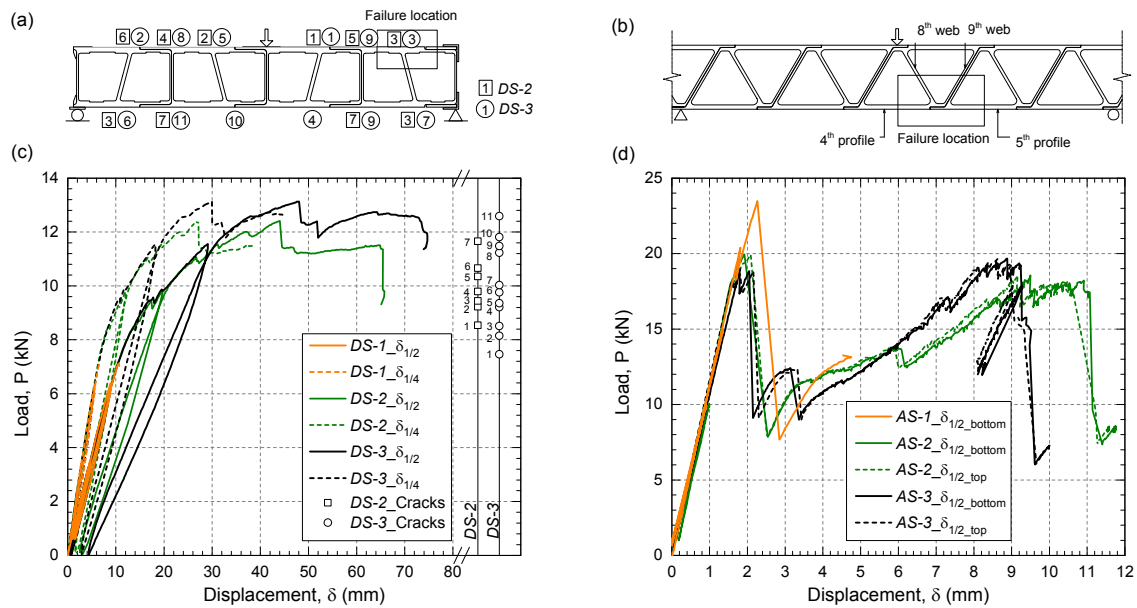 (a)
Failure location
6 2 4 8 2 5 1 1 5 9 3 3
1 DS-2
1 DS-3
3 6 7 11 10 4 7 9 3 7
(b)
8th web 9th web
4th profile Failure location 5th profile
(c)
Load, P (kN)
14
12
10
8
6
4
2
0
0 10 20 30 40 50 60 70 80
Displacement, δ (mm)
DS-1_δ1/2
DS-1_δ1/4
DS-2_δ1/2
DS-2_δ1/4
DS-3_δ1/2
DS-3_δ1/4
DS-2_Cracks
DS-3_Cracks
7
6
5
4
3
2
1
DS-2
11
10
9
8
7
6
5
4
3
2
1
DS-3
(d)
Load, P (kN)
25
20
15
10
5
0
0 1 2 3 4 5 6 7 8 9 10 11 12
Displacement, δ (mm)
AS-1_δ1/2_bottom
AS-2_δ1/2_bottom
AS-2_δ1/2_top
AS-3_δ1/2_bottom
AS-3_δ1/2_top